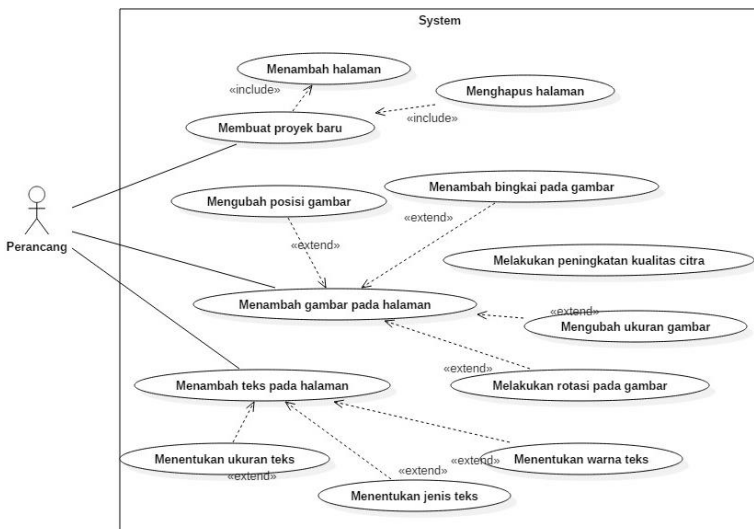 System
Menambah halaman
«include»
Menghapus halaman
«include»
Membuat proyek baru
Menambah bingkai pada gambar
Mengubah posisi gambar
«extend»
«extend»
Perancang
Melakukan peningkatan kualitas citra
Menambah gambar pada halaman
«extend»
Mengubah ukuran gambar
«extend»
Melakukan rotasi pada gambar
Menambah teks pada halaman
Menentukan ukuran teks
«extend»
«extend»
«extend»
Menentukan warna teks
Menentukan jenis teks